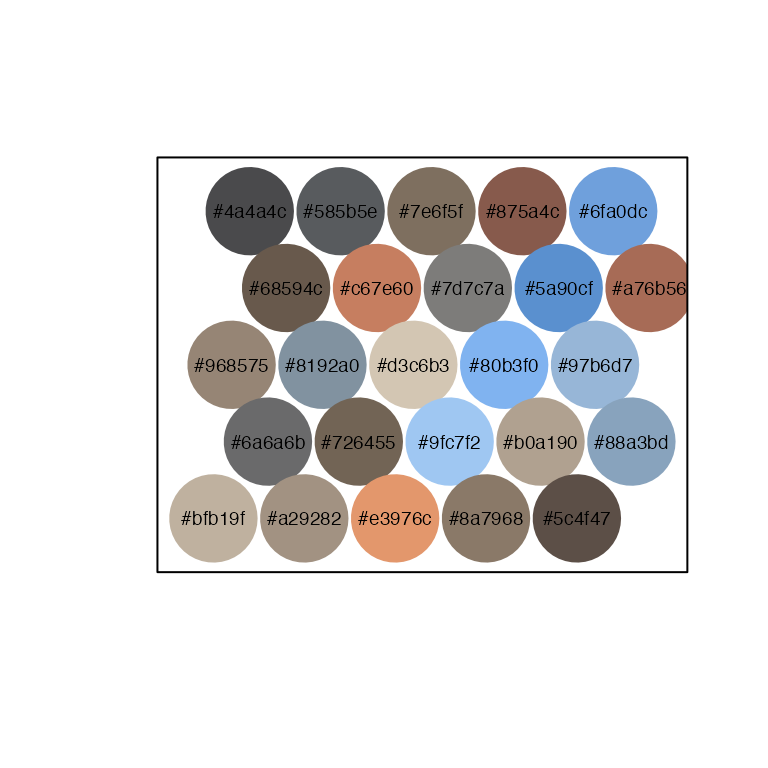 #4a4a4c #585b5e #7e6f5f #875a4c #6fa0dc
#68594c #c67e60 #7d7c7a #5a90cf #a76b56
#968575 #8192a0 #d3c6b3 #80b3f0 #97b6d7
#6a6a6b #726455 #9fc7f2 #b0a190 #88a3bd
#bfb19f #a29282 #e3976c #8a7968 #5c4f47